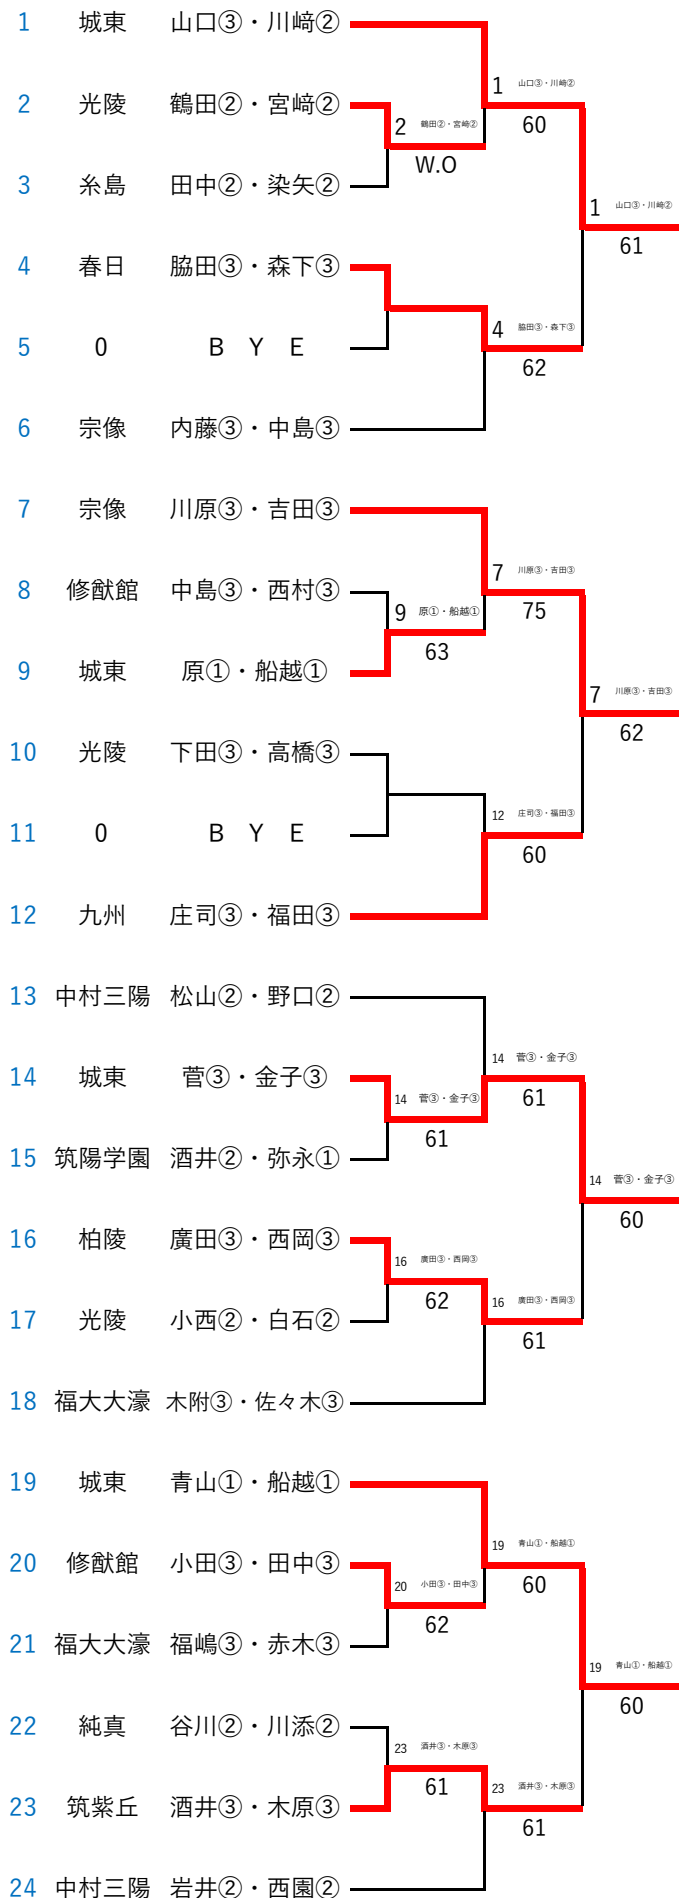 1 城東 山口③・川﨑②
1 山口③・川﨑②
2 光陵 鶴田②・宮﨑②
60
2 鶴田②・宮﨑②
W.O
3 糸島 田中②・染矢②
1 山口③・川﨑②
61
4 春日 脇田③・森下③
4 脇田③・森下③
5 0 B Y E
62
6 宗像 内藤③・中島③
7 宗像 川原③・吉田③
7 川原③・吉田③
8 修猷館 中島③・西村③
75
9 原①・船越①
63
9 城東 原①・船越①
7 川原③・吉田③
62
10 光陵 下田③・高橋③
12 庄司③・福田③
11 0 B Y E
60
12 九州 庄司③・福田③
13 中村三陽 松山②・野口②
14 菅③・金子③
14 城東 菅③・金子③
61
14 菅③・金子③
61
15 筑陽学園 酒井②・弥永①
14 菅③・金子③
60
16 柏陵 廣田③・西岡③
16 廣田③・西岡③
62
16 廣田③・西岡③
17 光陵 小西②・白石②
61
18 福大大濠 木附③・佐々木③
19 城東 青山①・船越①
19 青山①・船越①
20 修猷館 小田③・田中③
60
20 小田③・田中③
62
21 福大大濠 福嶋③・赤木③
19 青山①・船越①
60
22 純真 谷川②・川添②
23 酒井③・木原③
61
23 酒井③・木原③
23 筑紫丘 酒井③・木原③
61
24 中村三陽 岩井②・西園②